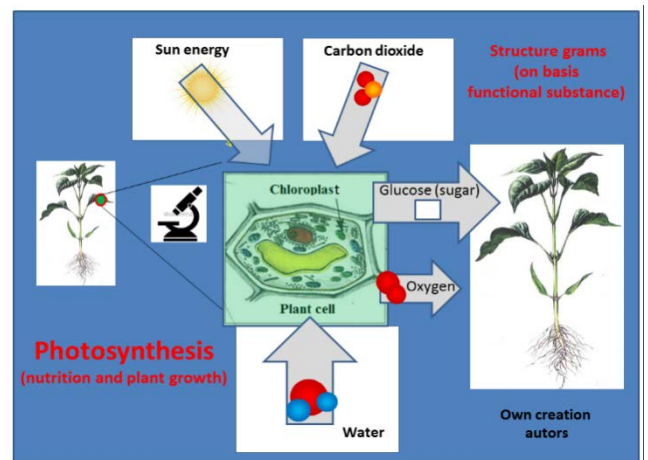 Sun energy
Carbon dioxide
Structure grams
(on basis
functional substance)
Chloroplast
Glucose (sugar)
Oxygen
Plant cell
Photosynthesis
(nutrition and plant growth)
Water
Own creation
autors